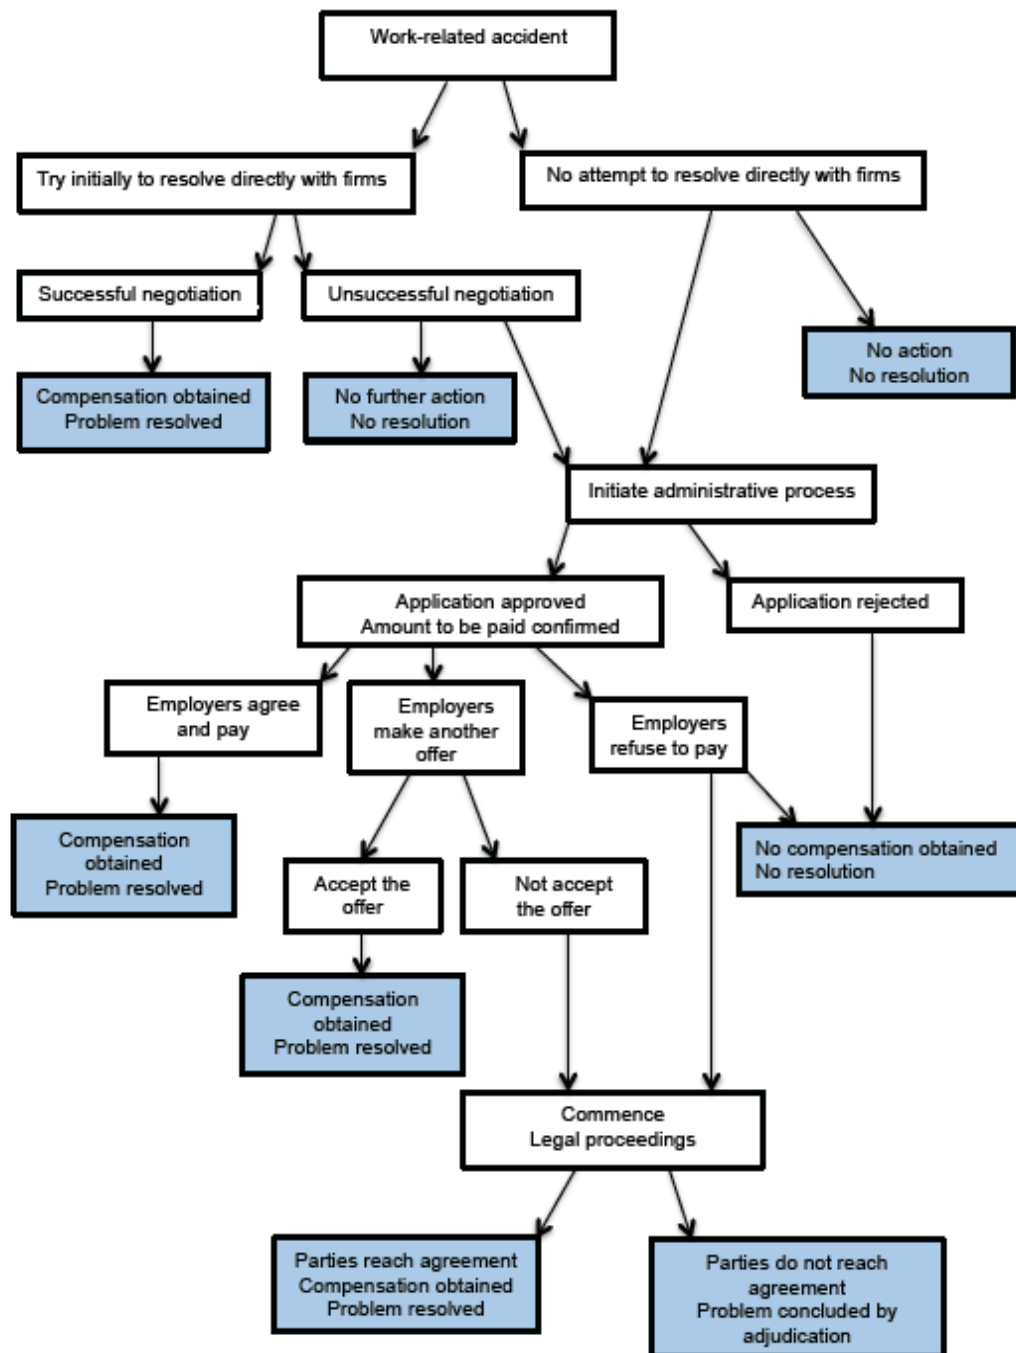 Work-related accident
Try initially to resolve directly with firms
No attempt to resolve directly with firms
Successful negotiation
Unsuccessful negotiation
No action
No resolution
Compensation obtained
Problem resolved
No further action
No resolution
Initiate administrative process
Application approved
Amount to be paid confirmed
Application rejected
Employers agree
and pay
Employers
make another
offer
Employers
refuse to pay
Compensation
obtained
Problem resolved
Accept the
offer
Not accept
the offer
No compensation obtained
No resolution
Compensation
obtained
Problem resolved
Commence
Legal proceedings
Parties reach agreement
Compensation obtained
Problem resolved
Parties do not reach
agreement
Problem concluded by
adjudication